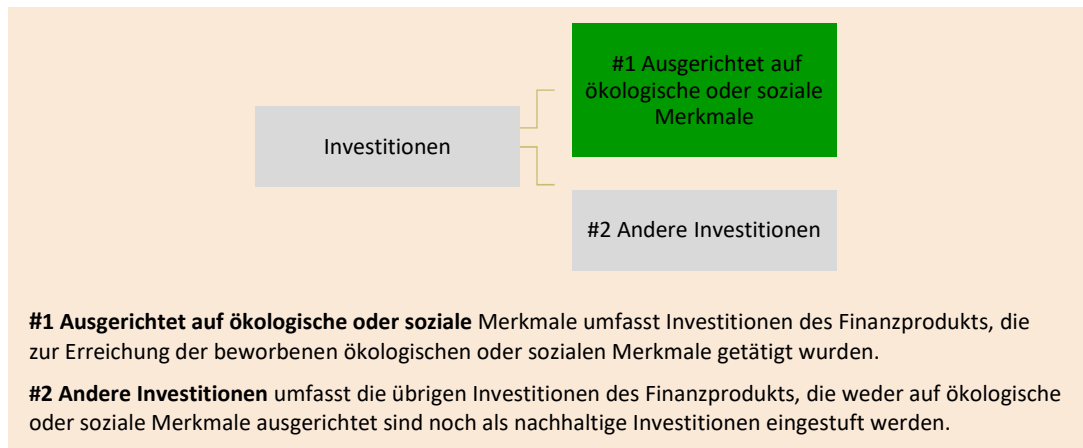 #1 Ausgerichtet auf
ökologische oder soziale
Merkmale
Investitionen
#2 Andere Investitionen
#1 Ausgerichtet auf ökologische oder soziale Merkmale umfasst Investitionen des Finanzprodukts, die
zur Erreichung der beworbenen ökologischen oder sozialen Merkmale getätigt wurden.
#2 Andere Investitionen umfasst die übrigen Investitionen des Finanzprodukts, die weder auf ökologische
oder soziale Merkmale ausgerichtet sind noch als nachhaltige Investitionen eingestuft werden.